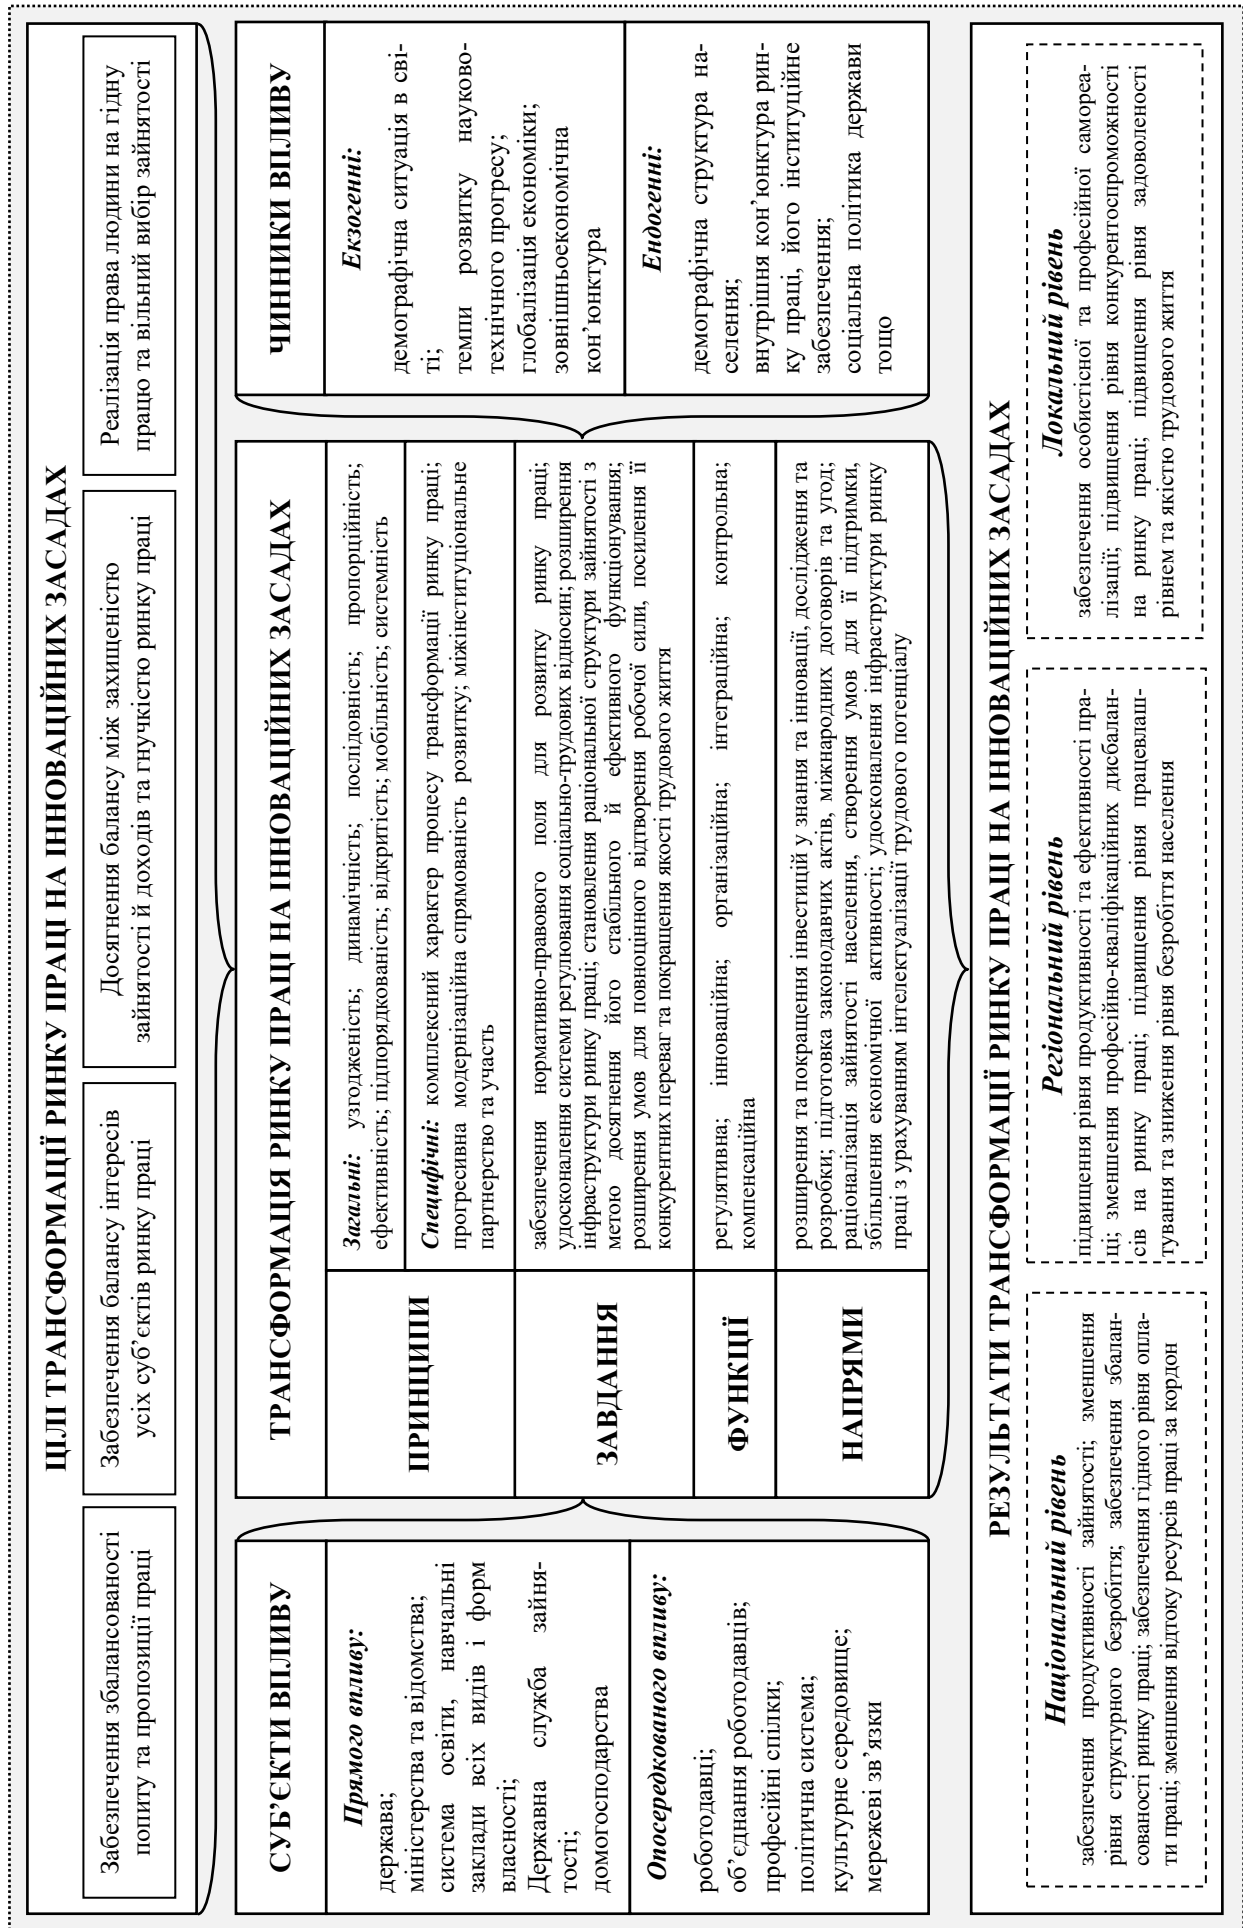 ЦІЛІ ТРАНСФОРМАЦІЇ РИНКУ ПРАЦІ НА ІННОВАЦІЙНИХ ЗАСАДАХ
Забезпечення збалансованості
попиту та пропозиції праці
Забезпечення балансу інтересів
усіх суб’єктів ринку праці
Досягнення балансу між захищеністю
зайнятості й доходів та гнучкістю ринку праці
Реалізація права людини на гідну
працю та вільний вибір зайнятості
СУБ’ЄКТИ ВПЛИВУ
Прямого впливу:
держава;
міністерства та відомства;
система освіти, навчальні
заклади всіх видів і форм
власності;
Державна служба зайня-
тості;
домогосподарства
Опосередкованого впливу:
роботодавці;
об’єднання роботодавців;
професійні спілки;
політична система;
культурне середовище;
мережеві зв’язки
ТРАНСФОРМАЦІЯ РИНКУ ПРАЦІ НА ІННОВАЦІЙНИХ ЗАСАДАХ
ПРИНЦИПИ
Загальні: узгодженість; динамічність; послідовність; пропорційність;
ефективність; підпорядкованість; відкритість; мобільність; системність
Специфічні: комплексний характер процесу трансформації ринку праці;
прогресивна модернізаційна спрямованість розвитку; міжінституціональне
партнерство та участь
ЗАВДАННЯ
забезпечення нормативно-правового поля для розвитку ринку праці;
удосконалення системи регулювання соціально-трудових відносин; розширення
інфраструктури ринку праці; становлення раціональної структури зайнятості з
метою досягнення його стабільного й ефективного функціонування;
розширення умов для повноцінного відтворення робочої сили, посилення її
конкурентних переваг та покращення якості трудового життя
ФУНКЦІЇ
регулятивна; інноваційна; організаційна; інтеграційна; контрольна;
компенсаційна
НАПРЯМИ
розширення та покращення інвестицій у знання та інновації, дослідження та
розробки; підготовка законодавчих актів, міжнародних договорів та угод;
раціоналізація зайнятості населення, створення умов для її підтримки,
збільшення економічної активності; удосконалення інфраструктури ринку
праці з урахуванням інтелектуалізації трудового потенціалу
ЧИННИКИ ВПЛИВУ
Екзогенні:
демографічна ситуація в сві-
ті;
темпи розвитку науково-
технічного прогресу;
глобалізація економіки;
зовнішньоекономічна
кон’юнктура
Ендогенні:
демографічна структура на-
селення;
внутрішня кон’юнктура рин-
ку праці, його інституційне
забезпечення;
соціальна політика держави
тощо
РЕЗУЛЬТАТИ ТРАНСФОРМАЦІЇ РИНКУ ПРАЦІ НА ІННОВАЦІЙНИХ ЗАСАДАХ
Національний рівень
забезпечення продуктивності зайнятості; зменшення
рівня структурного безробіття; забезпечення збалан-
сованості ринку праці; забезпечення гідного рівня опла-
ти праці; зменшення відтоку ресурсів праці за кордон
Регіональний рівень
підвищення рівня продуктивності та ефективності пра-
ці; зменшення професійно-кваліфікаційних дисбалан-
сів на ринку праці; підвищення рівня працевлаш-
тування та зниження рівня безробіття населення
Локальний рівень
забезпечення особистісної та професійної самореа-
лізації; підвищення рівня конкурентоспроможності
на ринку праці; підвищення рівня задоволеності
рівнем та якістю трудового життя